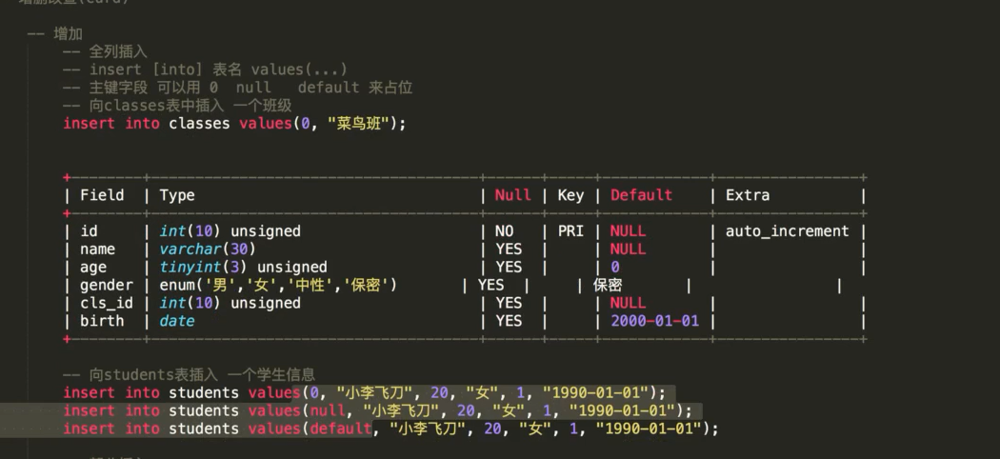 增删改查(curd)
-- 增加
-- 全列插入
-- insert [into] 表名 values(...)
-- 主键字段 可以用 0 null default 来占位
-- 向classes表中插入 一个班级
insert into classes values(0, "菜鸟班");
+--------+--------------------------------------+------+-----+------------+----------------+
| Field | Type | Null | Key | Default | Extra |
+--------+--------------------------------------+------+-----+------------+----------------+
| id | int(10) unsigned | NO | PRI | NULL | auto_increment |
| name | varchar(30) | YES | | NULL | |
| age | tinyint(3) unsigned | YES | | 0 | |
| gender | enum('男','女','中性','保密') | YES | | 保密 | |
| cls_id | int(10) unsigned | YES | | NULL | |
| birth | date | YES | | 2000-01-01 | |
+--------+--------------------------------------+------+-----+------------+----------------+
-- 向students表插入 一个学生信息
insert into students values(0, "小李飞刀", 20, "女", 1, "1990-01-01");
insert into students values(null, "小李飞刀", 20, "女", 1, "1990-01-01");
insert into students values(default, "小李飞刀", 20, "女", 1, "1990-01-01");